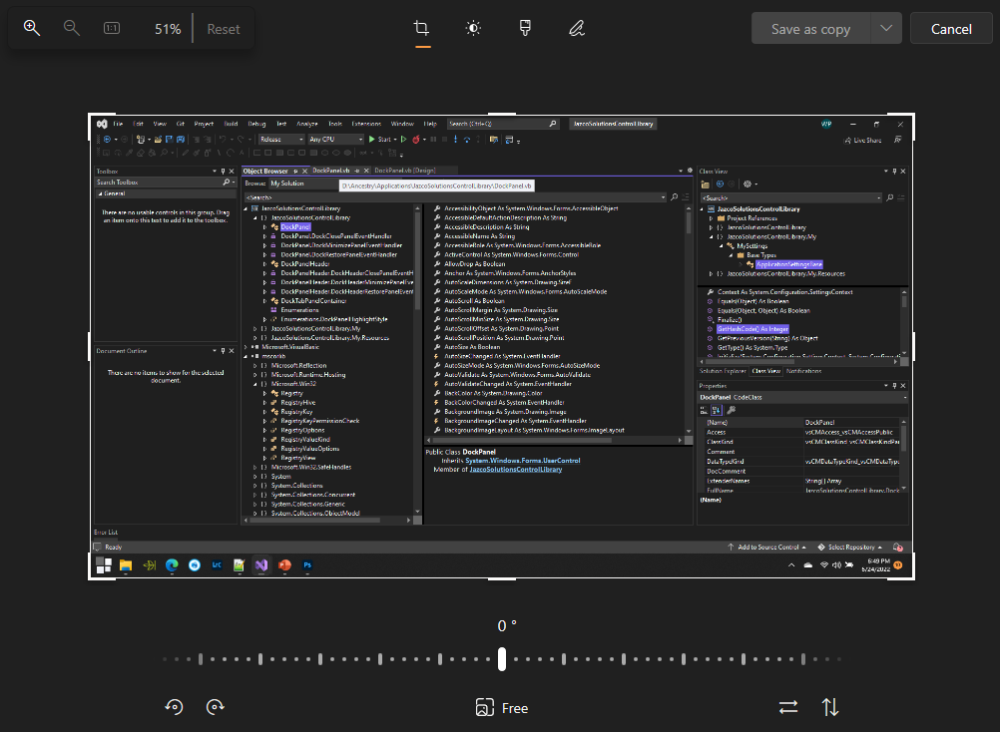 51%
Reset
Save as copy
Cancel
File Edit View Git Project Build Debug Test Analyze Tools Extensions Window Help Search (Ctrl+Q) JazcoSolutionsControlLibrary WP
Release Any CPU Start Live Share
Toolbox
Search Toolbox
General
There are no usable controls in this group. Drag an item onto this text to add it to the toolbox.
Document Outline
There are no items to show for the selected document.
Object Browser DockPanel.vb DockPanel.vb [Design]
Browse: My Solution
D:\Ancestry\Applications\JazcoSolutionsControlLibrary\DockPanel.vb
<Search>
JazcoSolutionsControlLibrary
{ } JazcoSolutionsControlLibrary
DockPanel
DockPanel.DockClosePanelEventHandler
DockPanel.DockMinimizePanelEventHandler
DockPanel.DockRestorePanelEventHandler
DockPanelHeader
DockPanelHeader.DockHeaderClosePanelEventH
DockPanelHeader.DockHeaderMinimizePanelEve
DockPanelHeader.DockHeaderRestorePanelEven
DockTabPanelContainer
Enumerations
Enumerations.DockPanelHighlightStyle
{ } JazcoSolutionsControlLibrary.My
{ } JazcoSolutionsControlLibrary.My.Resources
Microsoft.VisualBasic
mscorlib
{ } Microsoft.Reflection
{ } Microsoft.Runtime.Hosting
{ } Microsoft.Win32
Registry
RegistryHive
RegistryKey
RegistryKeyPermissionCheck
RegistryOptions
RegistryValueKind
RegistryValueOptions
RegistryView
{ } Microsoft.Win32.SafeHandles
{ } System
{ } System.Collections
{ } System.Collections.Concurrent
{ } System.Collections.Generic
{ } System.Collections.ObjectModel
AccessibilityObject As System.Windows.Forms.AccessibleObject
AccessibleDefaultActionDescription As String
AccessibleDescription As String
AccessibleName As String
AccessibleRole As System.Windows.Forms.AccessibleRole
ActiveControl As System.Windows.Forms.Control
AllowDrop As Boolean
Anchor As System.Windows.Forms.AnchorStyles
AutoScaleDimensions As System.Drawing.SizeF
AutoScaleMode As System.Windows.Forms.AutoScaleMode
AutoScroll As Boolean
AutoScrollMargin As System.Drawing.Size
AutoScrollMinSize As System.Drawing.Size
AutoScrollOffset As System.Drawing.Point
AutoScrollPosition As System.Drawing.Point
AutoSize As Boolean
AutoSizeChanged As System.EventHandler
AutoSizeMode As System.Windows.Forms.AutoSizeMode
AutoValidate As System.Windows.Forms.AutoValidate
AutoValidateChanged As System.EventHandler
BackColor As System.Drawing.Color
BackColorChanged As System.EventHandler
BackgroundImage As System.Drawing.Image
BackgroundImageChanged As System.EventHandler
BackgroundImageLayout As System.Windows.Forms.ImageLayout
Public Class DockPanel
Inherits System.Windows.Forms.UserControl
Member of JazcoSolutionsControlLibrary
Class View
<Search>
JazcoSolutionsControlLibrary
Project References
{ } JazcoSolutionsControlLibrary
{ } JazcoSolutionsControlLibrary.My
MySettings
Base Types
ApplicationSettingsBase
{ } JazcoSolutionsControlLibrary.My.Resources
Context As System.Configuration.SettingsContext
Equals(Object) As Boolean
Equals(Object, Object) As Boolean
Finalize()
GetHashCode() As Integer
GetPreviousVersion(String) As Object
GetType() As System.Type
Solution Explorer Class View Notifications
Properties
DockPanel CodeClass
(Name) DockPanel
Access vsCMAccess_vsCMAccessPublic
ClassKind vsCMClassKind_vsCMClassKindPa
Comment
DataTypeKind vsCMDataTypeKind_vsCMDataType
DocComment
ExtenderNames String[] Array
FullName JazcoSolutionsControlLibrary.Dock
(Name)
Error List
Ready
Add to Source Control Select Repository
LrC
Ps
6:49 PM
6/24/2022
0 °
Free